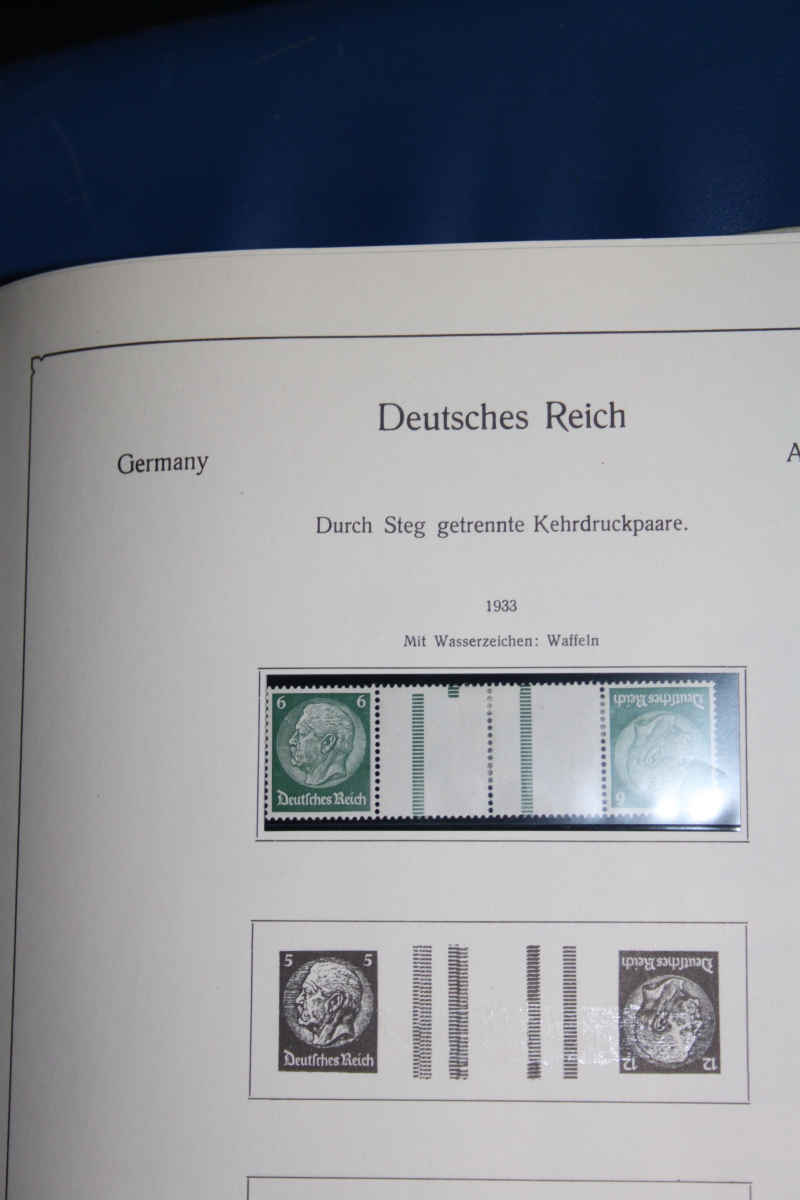 Deutsches Reich
Germany
A
Durch Steg getrennte Kehrdruckpaare.
1933
Mit Wasserzeichen: Waffeln
6 6
Deutsches Reich
Deutsches Reich
6
5 5
Deutsches Reich
Deutsches Reich
12 12